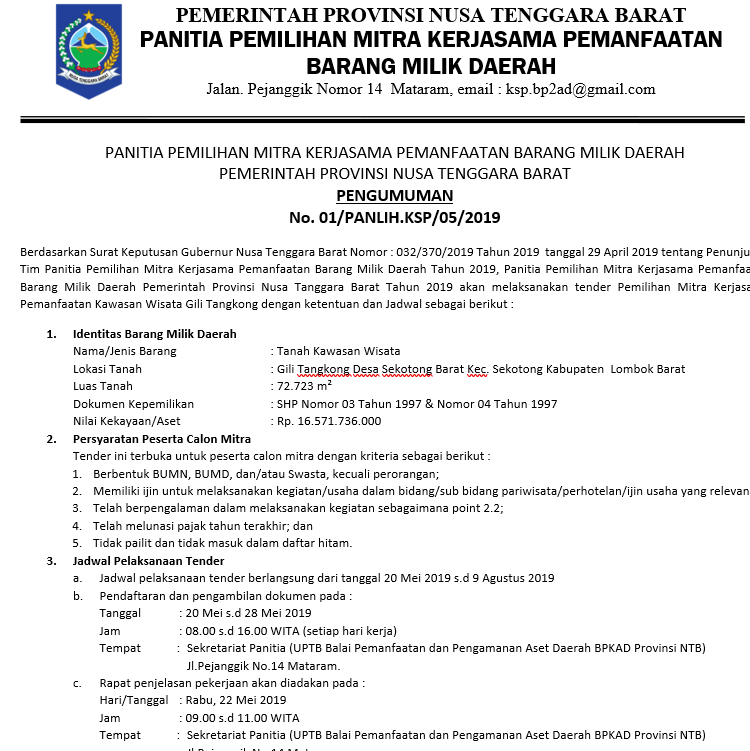 PEMERINTAH PROVINSI NUSA TENGGARA BARAT
PANITIA PEMILIHAN MITRA KERJASAMA PEMANFAATAN
BARANG MILIK DAERAH
Jalan. Pejanggik Nomor 14 Mataram, email : ksp.bp2ad@gmail.com
NUSA TENGGARA BARAT
PANITIA PEMILIHAN MITRA KERJASAMA PEMANFAATAN BARANG MILIK DAERAH
PEMERINTAH PROVINSI NUSA TENGGARA BARAT
PENGUMUMAN
No. 01/PANLIH.KSP/05/2019
Berdasarkan Surat Keputusan Gubernur Nusa Tenggara Barat Nomor : 032/370/2019 Tahun 2019 tanggal 29 April 2019 tentang Penunju
Tim Panitia Pemilihan Mitra Kerjasama Pemanfaatan Barang Milik Daerah Tahun 2019, Panitia Pemilihan Mitra Kerjasama Pemanfaa
Barang Milik Daerah Pemerintah Provinsi Nusa Tanggara Barat Tahun 2019 akan melaksanakan tender Pemilihan Mitra Kerjasa
Pemanfaatan Kawasan Wisata Gili Tangkong dengan ketentuan dan Jadwal sebagai berikut :
1. Identitas Barang Milik Daerah
Nama/Jenis Barang : Tanah Kawasan Wisata
Lokasi Tanah : Gili Tangkong Desa Sekotong Barat Kec. Sekotong Kabupaten Lombok Barat
Luas Tanah : 72.723 m²
Dokumen Kepemilikan : SHP Nomor 03 Tahun 1997 & Nomor 04 Tahun 1997
Nilai Kekayaan/Aset : Rp. 16.571.736.000
2. Persyaratan Peserta Calon Mitra
Tender ini terbuka untuk peserta calon mitra dengan kriteria sebagai berikut :
1. Berbentuk BUMN, BUMD, dan/atau Swasta, kecuali perorangan;
2. Memiliki ijin untuk melaksanakan kegiatan/usaha dalam bidang/sub bidang pariwisata/perhotelan/ijin usaha yang relevan
3. Telah berpengalaman dalam melaksanakan kegiatan sebagaimana point 2.2;
4. Telah melunasi pajak tahun terakhir; dan
5. Tidak pailit dan tidak masuk dalam daftar hitam.
3. Jadwal Pelaksanaan Tender
a. Jadwal pelaksanaan tender berlangsung dari tanggal 20 Mei 2019 s.d 9 Agustus 2019
b. Pendaftaran dan pengambilan dokumen pada :
Tanggal : 20 Mei s.d 28 Mei 2019
Jam : 08.00 s.d 16.00 WITA (setiap hari kerja)
Tempat : Sekretariat Panitia (UPTB Balai Pemanfaatan dan Pengamanan Aset Daerah BPKAD Provinsi NTB)
Jl.Pejanggik No.14 Mataram.
c. Rapat penjelasan pekerjaan akan diadakan pada :
Hari/Tanggal : Rabu, 22 Mei 2019
Jam : 09.00 s.d 11.00 WITA
Tempat : Sekretariat Panitia (UPTB Balai Pemanfaatan dan Pengamanan Aset Daerah BPKAD Provinsi NTB)